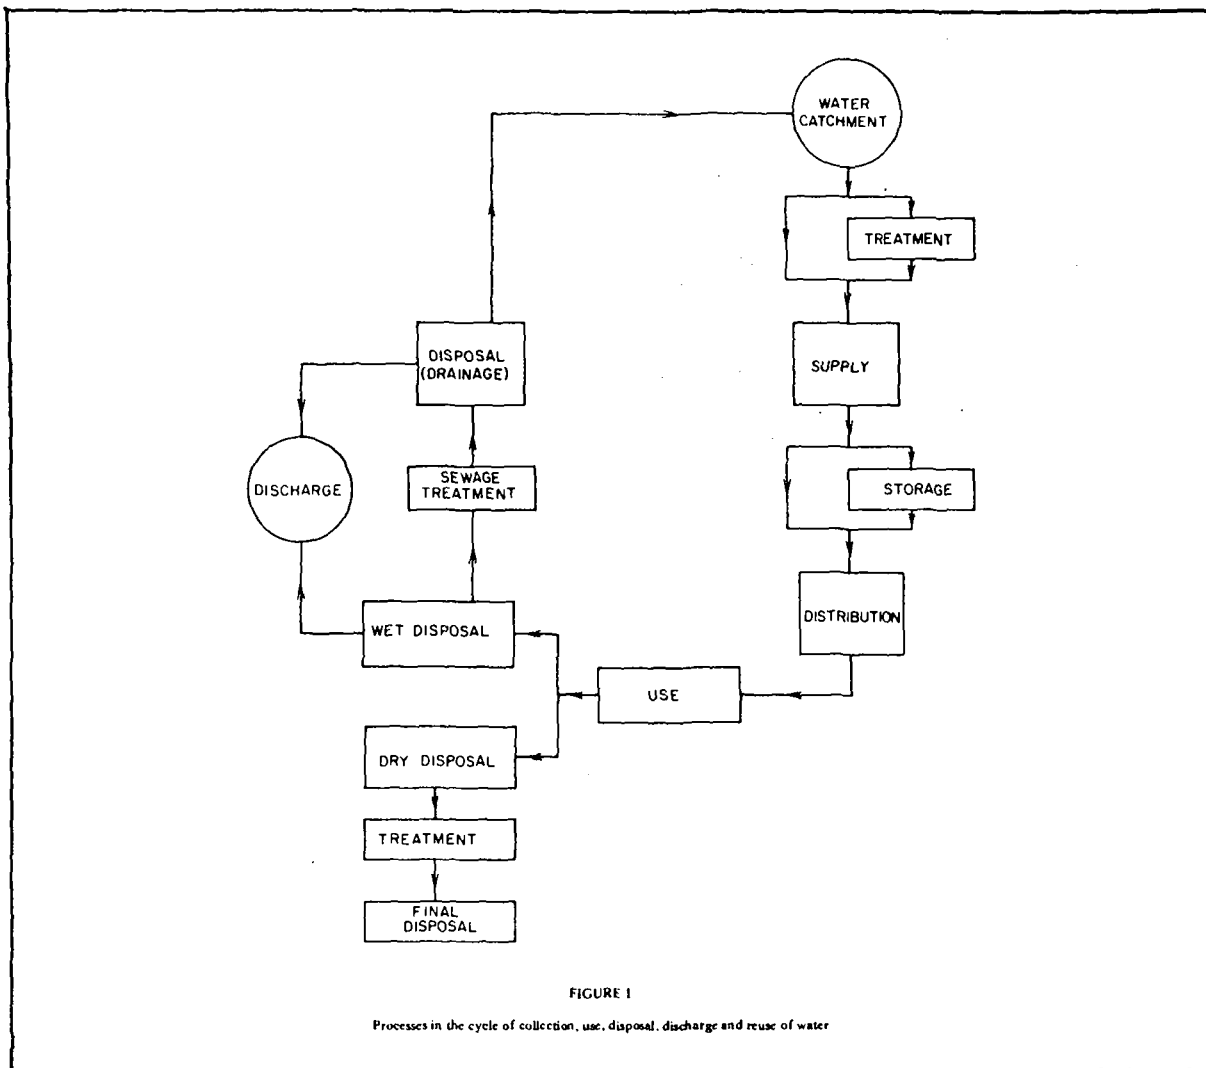 WATER
CATCHMENT
TREATMENT
DISPOSAL
(DRAINAGE)
SUPPLY
SEWAGE
TREATMENT
DISCHARGE
STORAGE
DISTRIBUTION
WET DISPOSAL
USE
DRY DISPOSAL
TREATMENT
FINAL
DISPOSAL
FIGURE 1
Processes in the cycle of collection, use, disposal, discharge and reuse of water